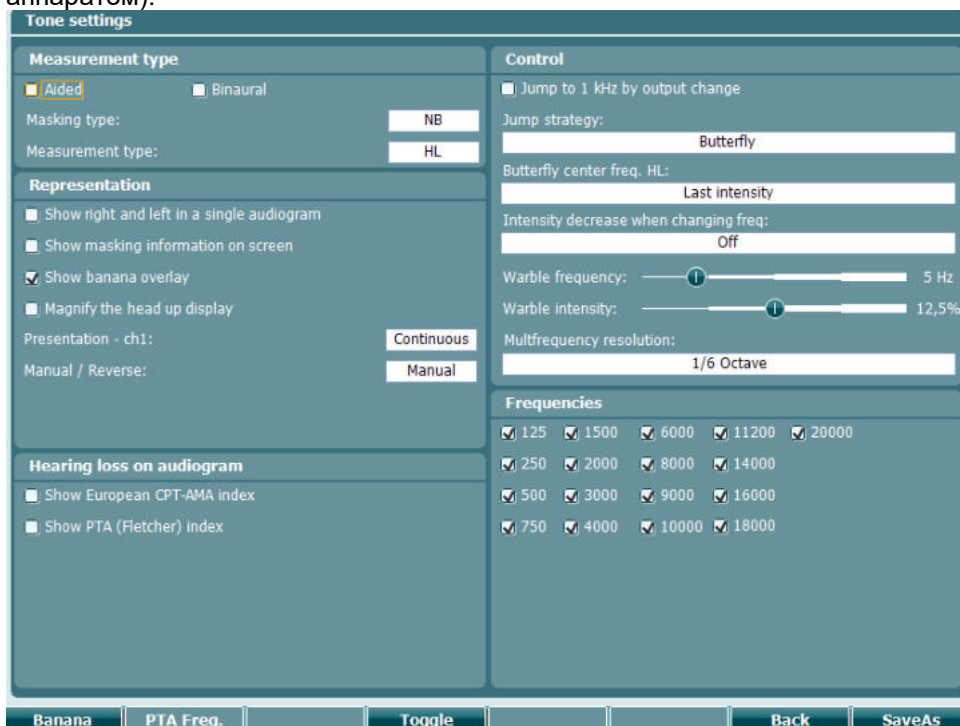 аппаратом).
Tone settings
Measurement type
Aided Binaural
Masking type: NB
Measurement type: HL
Representation
Show right and left in a single audiogram
Show masking information on screen
Show banana overlay
Magnify the head up display
Presentation - ch1: Continuous
Manual / Reverse: Manual
Hearing loss on audiogram
Show European CPT-AMA index
Show PTA (Fletcher) index
Control
Jump to 1 kHz by output change
Jump strategy:
Butterfly
Butterfly center freq. HL:
Last intensity
Intensity decrease when changing freq:
Off
Warble frequency: 5 Hz
Warble intensity: 12,5%
Multfrequency resolution:
1/6 Octave
Frequencies
125 1500 6000 11200 20000
250 2000 8000 14000
500 3000 9000 16000
750 4000 10000 18000
Banana PTA Freq. Toggle Back SaveAs